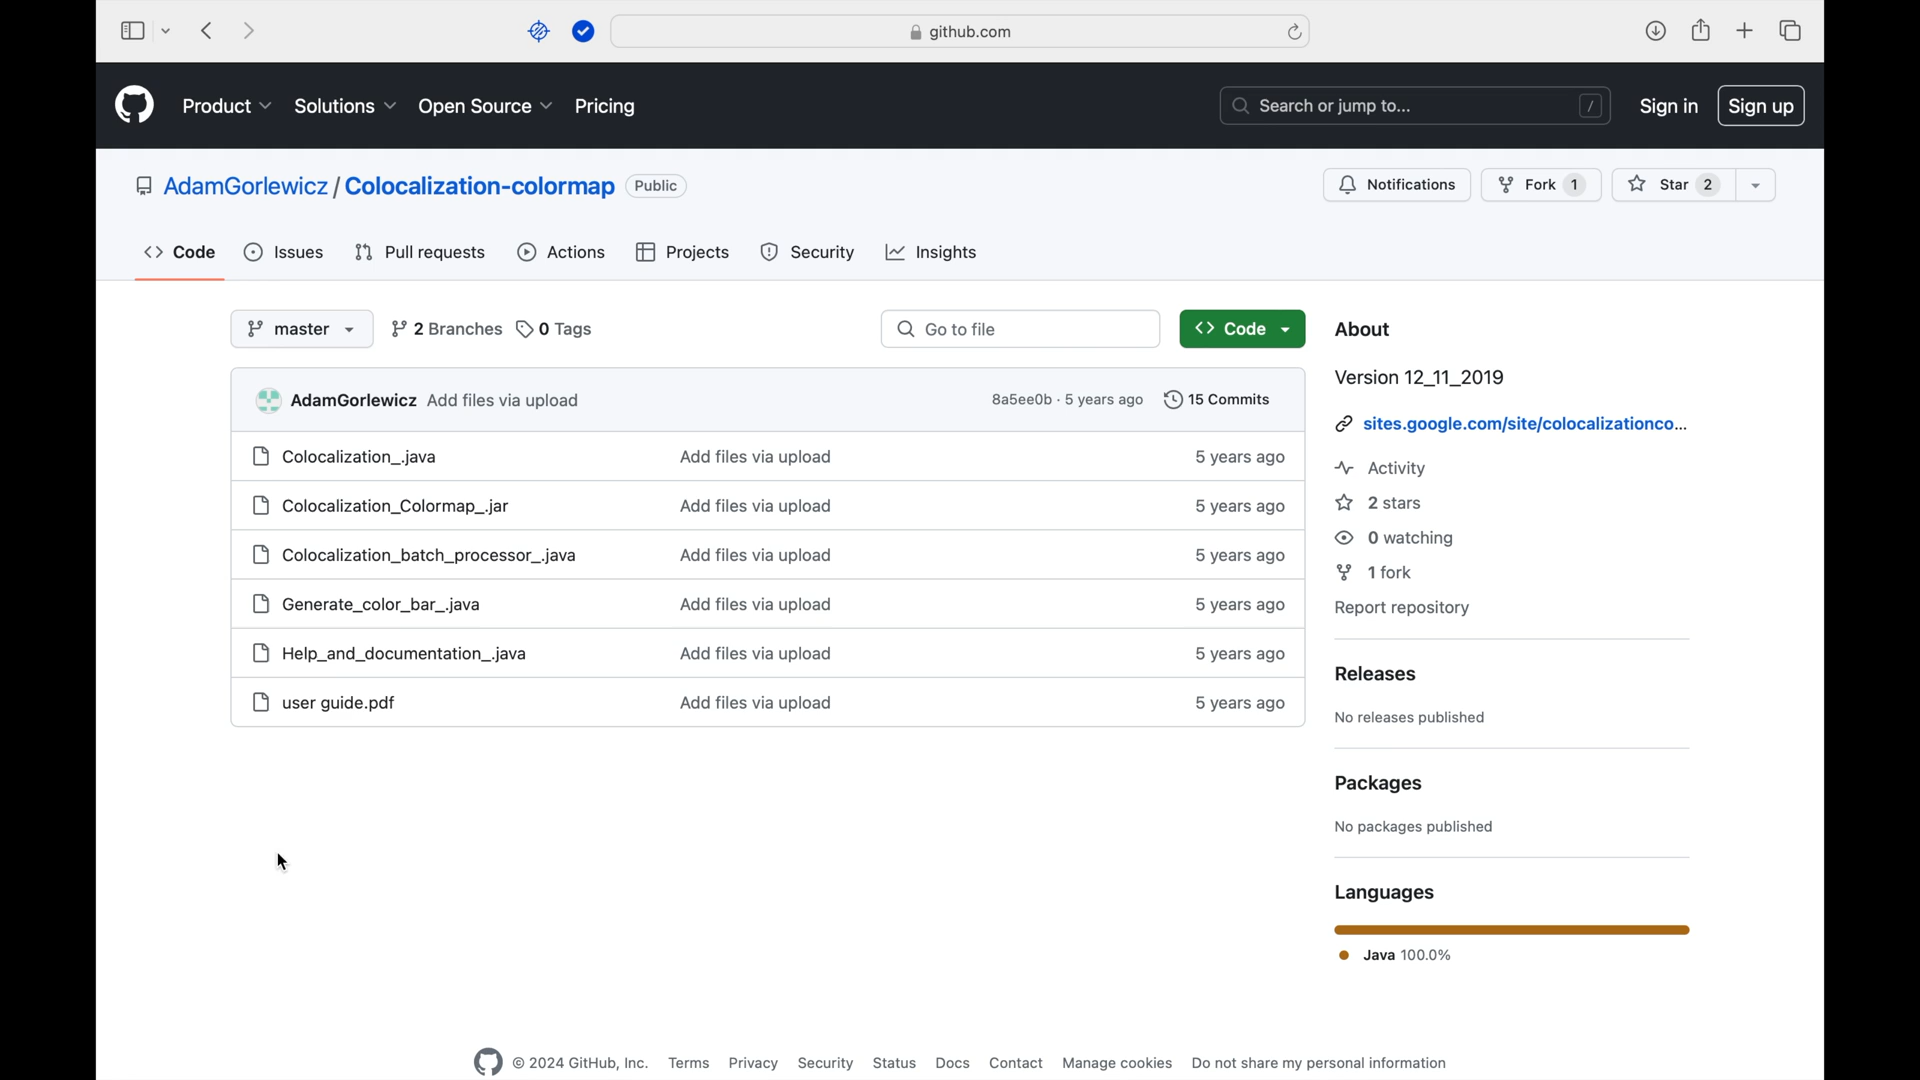 github.com
Product Solutions Open Source Pricing Search or jump to... / Sign in Sign up
AdamGorlewicz / Colocalization-colormap Public Notifications Fork 1 Star 2
Code Issues Pull requests Actions Projects Security Insights
master 2 Branches 0 Tags Go to file Code
AdamGorlewicz Add files via upload 8a5ee0b · 5 years ago 15 Commits
Colocalization_.java Add files via upload 5 years ago
Colocalization_Colormap_.jar Add files via upload 5 years ago
Colocalization_batch_processor_.java Add files via upload 5 years ago
Generate_color_bar_.java Add files via upload 5 years ago
Help_and_documentation_.java Add files via upload 5 years ago
user guide.pdf Add files via upload 5 years ago
About
Version 12_11_2019
sites.google.com/site/colocalizationco...
Activity
2 stars
0 watching
1 fork
Report repository
Releases
No releases published
Packages
No packages published
Languages
Java 100.0%
© 2024 GitHub, Inc. Terms Privacy Security Status Docs Contact Manage cookies Do not share my personal information